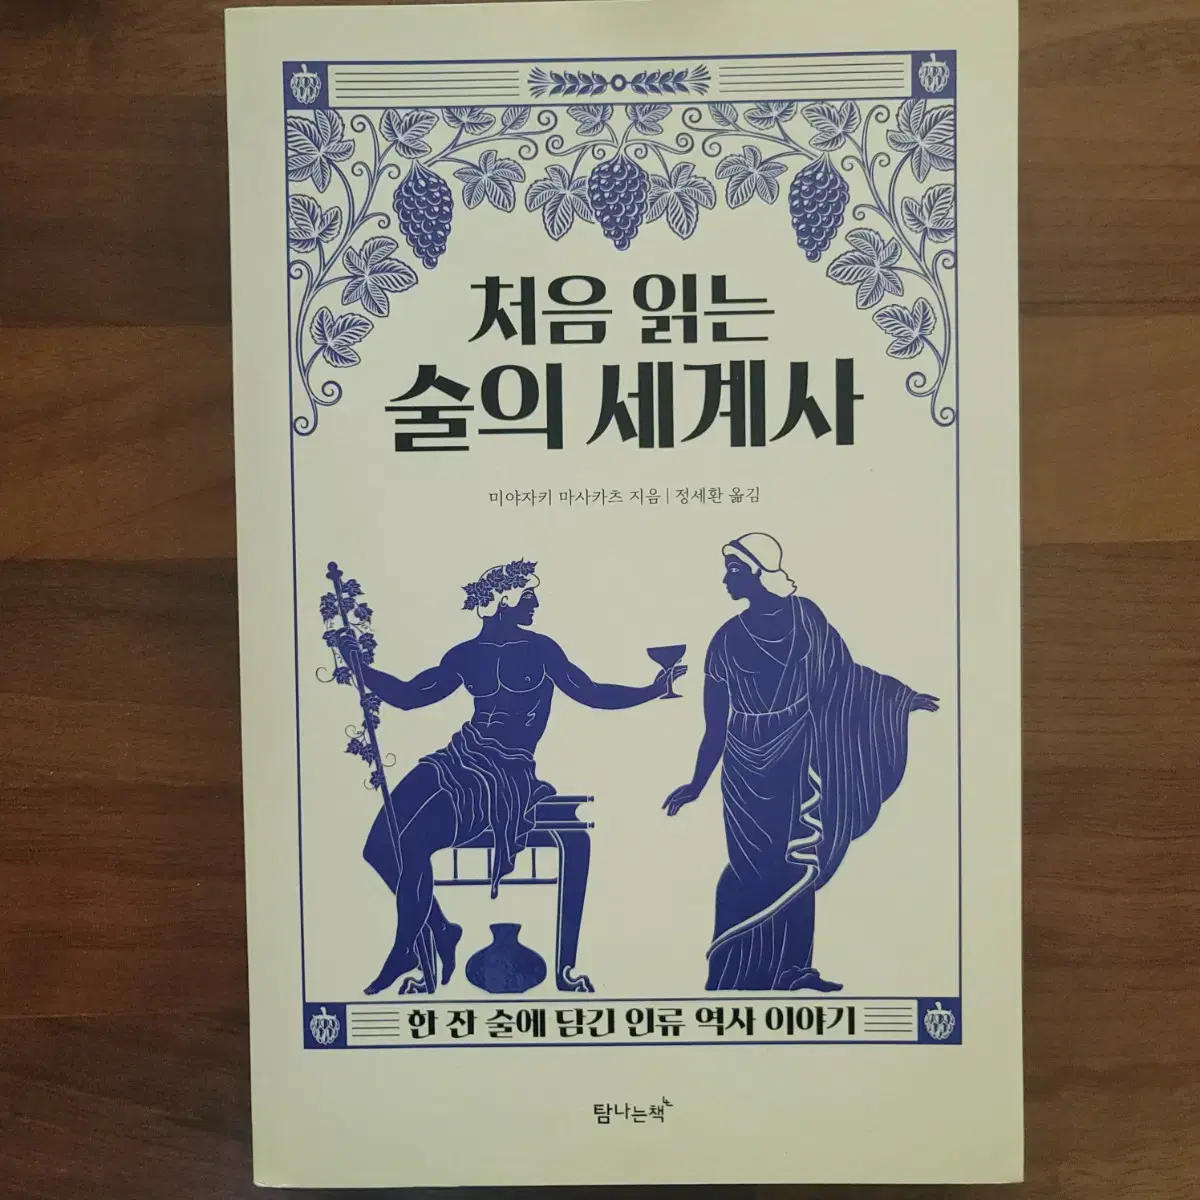 처음 읽는
술의 세계사
미야자키 마사카츠 지음 | 정세환 옮김
한 잔 술에 담긴 인류 역사 이야기
탐나는책